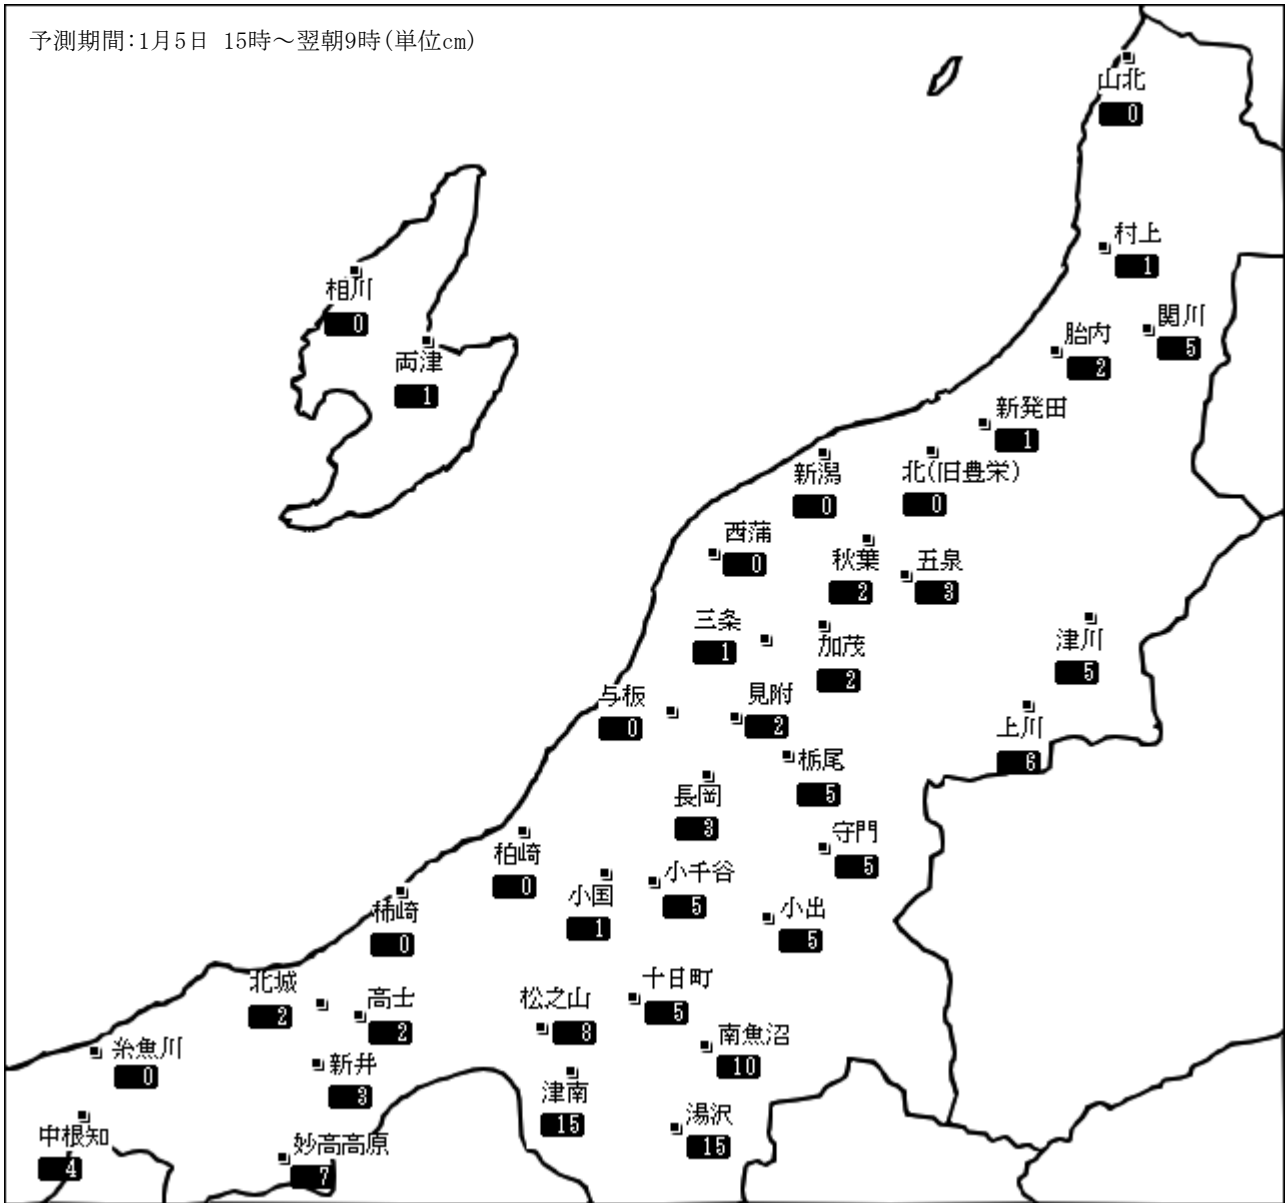 予測期間:1月5日 15時～翌朝9時(単位cm)
山北
0
村上
1
相川
0
関川
5
胎内
2
両津
1
新発田
1
新潟
0
北(旧豊栄)
0
西蒲
0
秋葉
2
五泉
3
三条
1
加茂
2
津川
5
与板
0
見附
2
上川
6
栃尾
5
長岡
3
守門
5
柏崎
0
小国
1
小千谷
5
柿崎
0
小出
5
北城
2
高士
2
松之山
8
十日町
5
南魚沼
10
糸魚川
0
新井
3
津南
15
湯沢
15
中根知
4
妙高高原
7